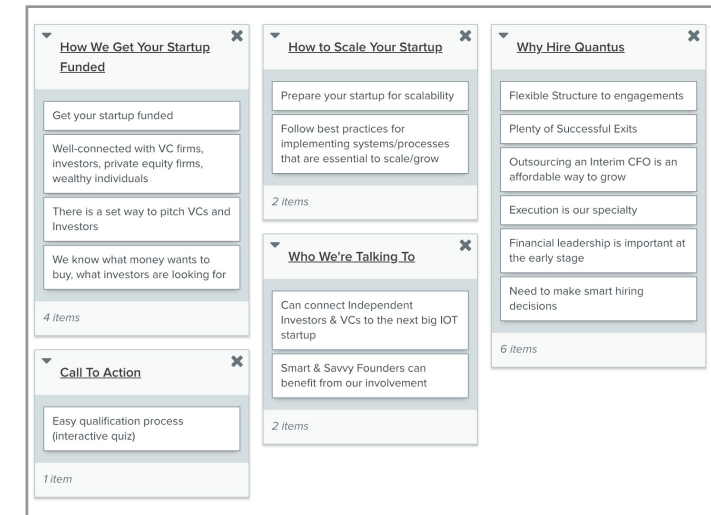 How We Get Your Startup
Funded
Get your startup funded
Well-connected with VC firms,
investors, private equity firms,
wealthy individuals
There is a set way to pitch VCs and
Investors
We know what money wants to
buy, what investors are looking for
4 items
Call To Action
Easy qualification process
(interactive quiz)
1 item
How to Scale Your Startup
Prepare your startup for scalability
Follow best practices for
implementing systems/processes
that are essential to scale/grow
2 items
Who We're Talking To
Can connect Independent
Investors & VCs to the next big IOT
startup
Smart & Savvy Founders can
benefit from our involvement
2 items
Why Hire Quantus
Flexible Structure to engagements
Plenty of Successful Exits
Outsourcing an Interim CFO is an
affordable way to grow
Execution is our specialty
Financial leadership is important at
the early stage
Need to make smart hiring
decisions
6 items